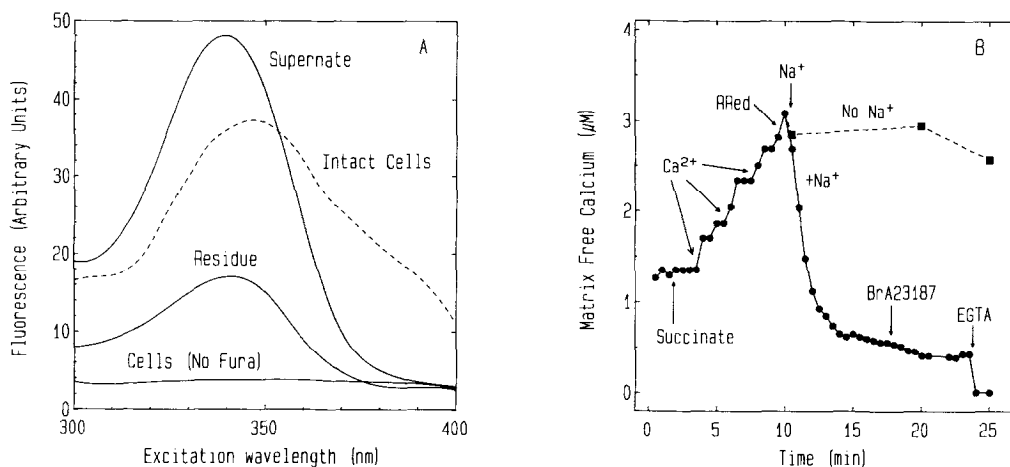 A
50
40
30
20
10
0
Fluorescence (Arbitrary Units)
Supernate
Intact Cells
Residue
Cells (No Fura)
300
350
400
Excitation wavelength (nm)
B
4
3
2
1
0
Matrix Free Calcium (µM)
Na⁺
RRed
No Na⁺
Ca²⁺
+Na⁺
BrA23187
EGTA
Succinate
0
5
10
15
20
25
Time (min)